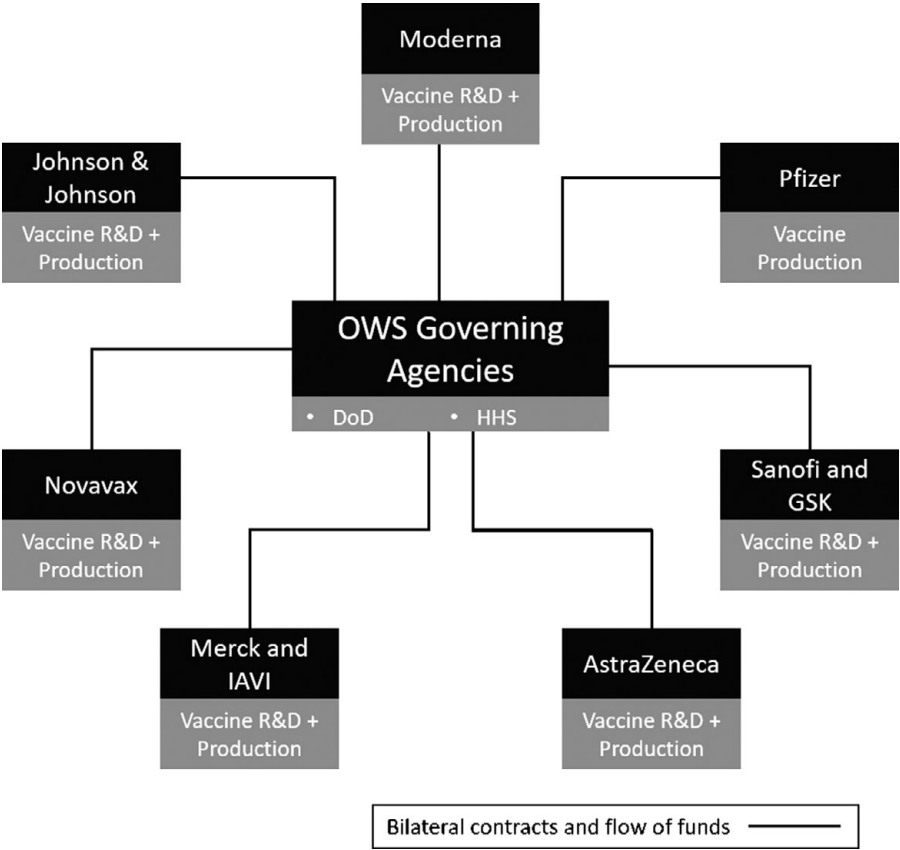 Moderna
Vaccine R&D +
Production
Johnson &
Johnson
Vaccine R&D +
Production
Pfizer
Vaccine
Production
OWS Governing
Agencies
• DoD • HHS
Novavax
Vaccine R&D +
Production
Sanofi and
GSK
Vaccine R&D +
Production
Merck and
IAVI
Vaccine R&D +
Production
AstraZeneca
Vaccine R&D +
Production
Bilateral contracts and flow of funds